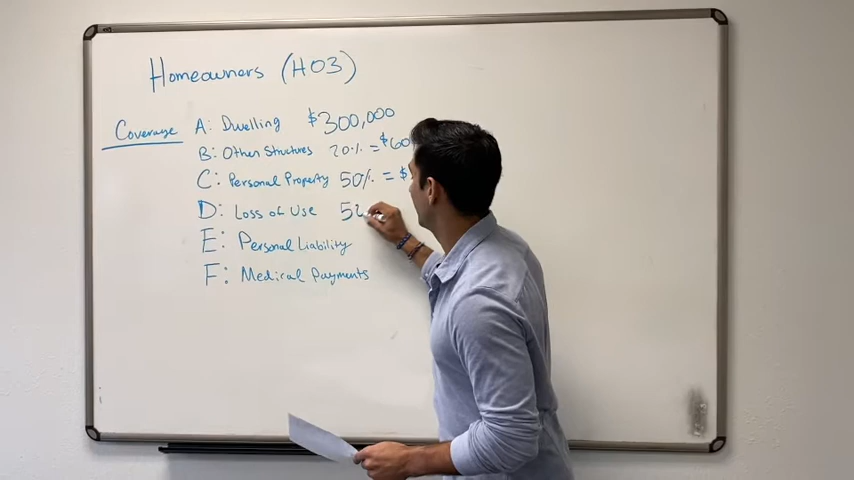 Homeowners (HO3)
Coverage A: Dwelling $300,000
B: Other Structures 20% = $60
C: Personal Property 50% = $
D: Loss of Use 5
E: Personal Liability
F: Medical Payments